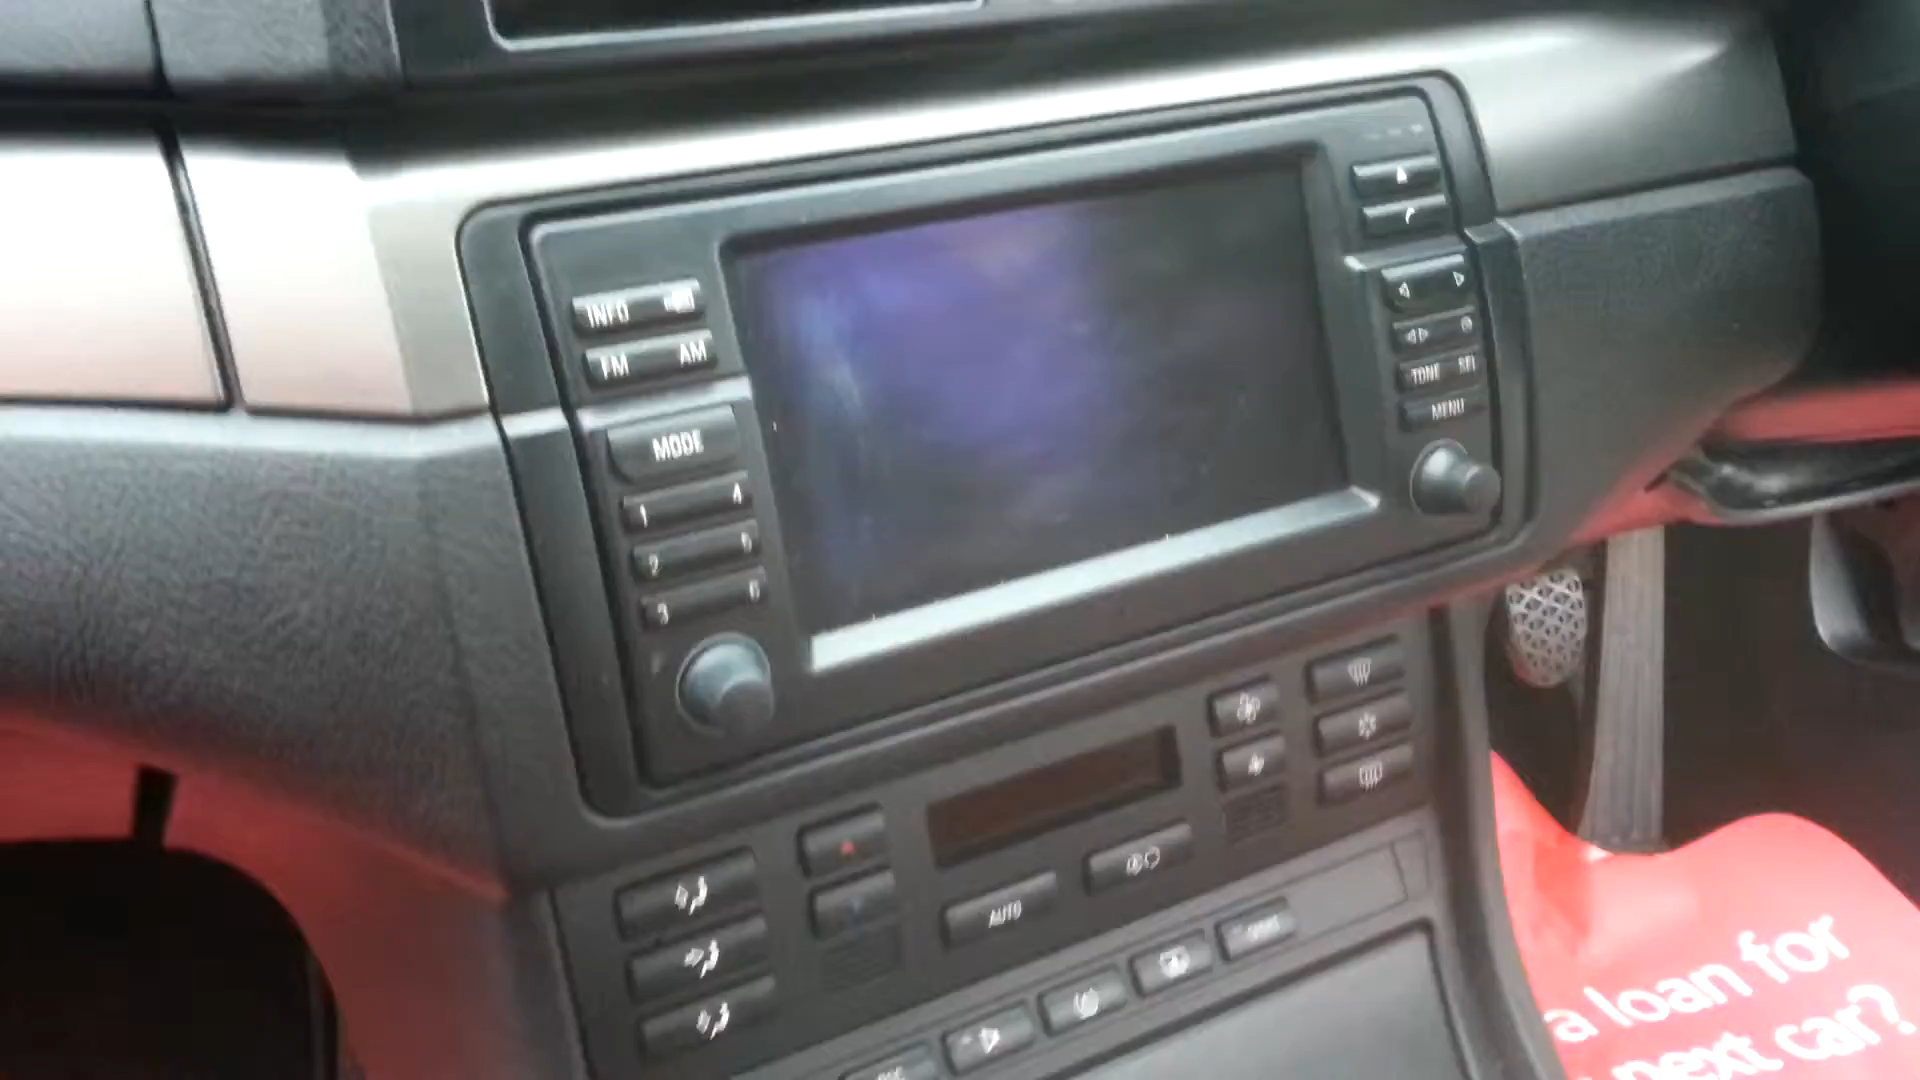 INFO
FM AM
MODE
1 4
2 5
3 6
TONE SEL
MENU
AUTO
a loan for
next car?